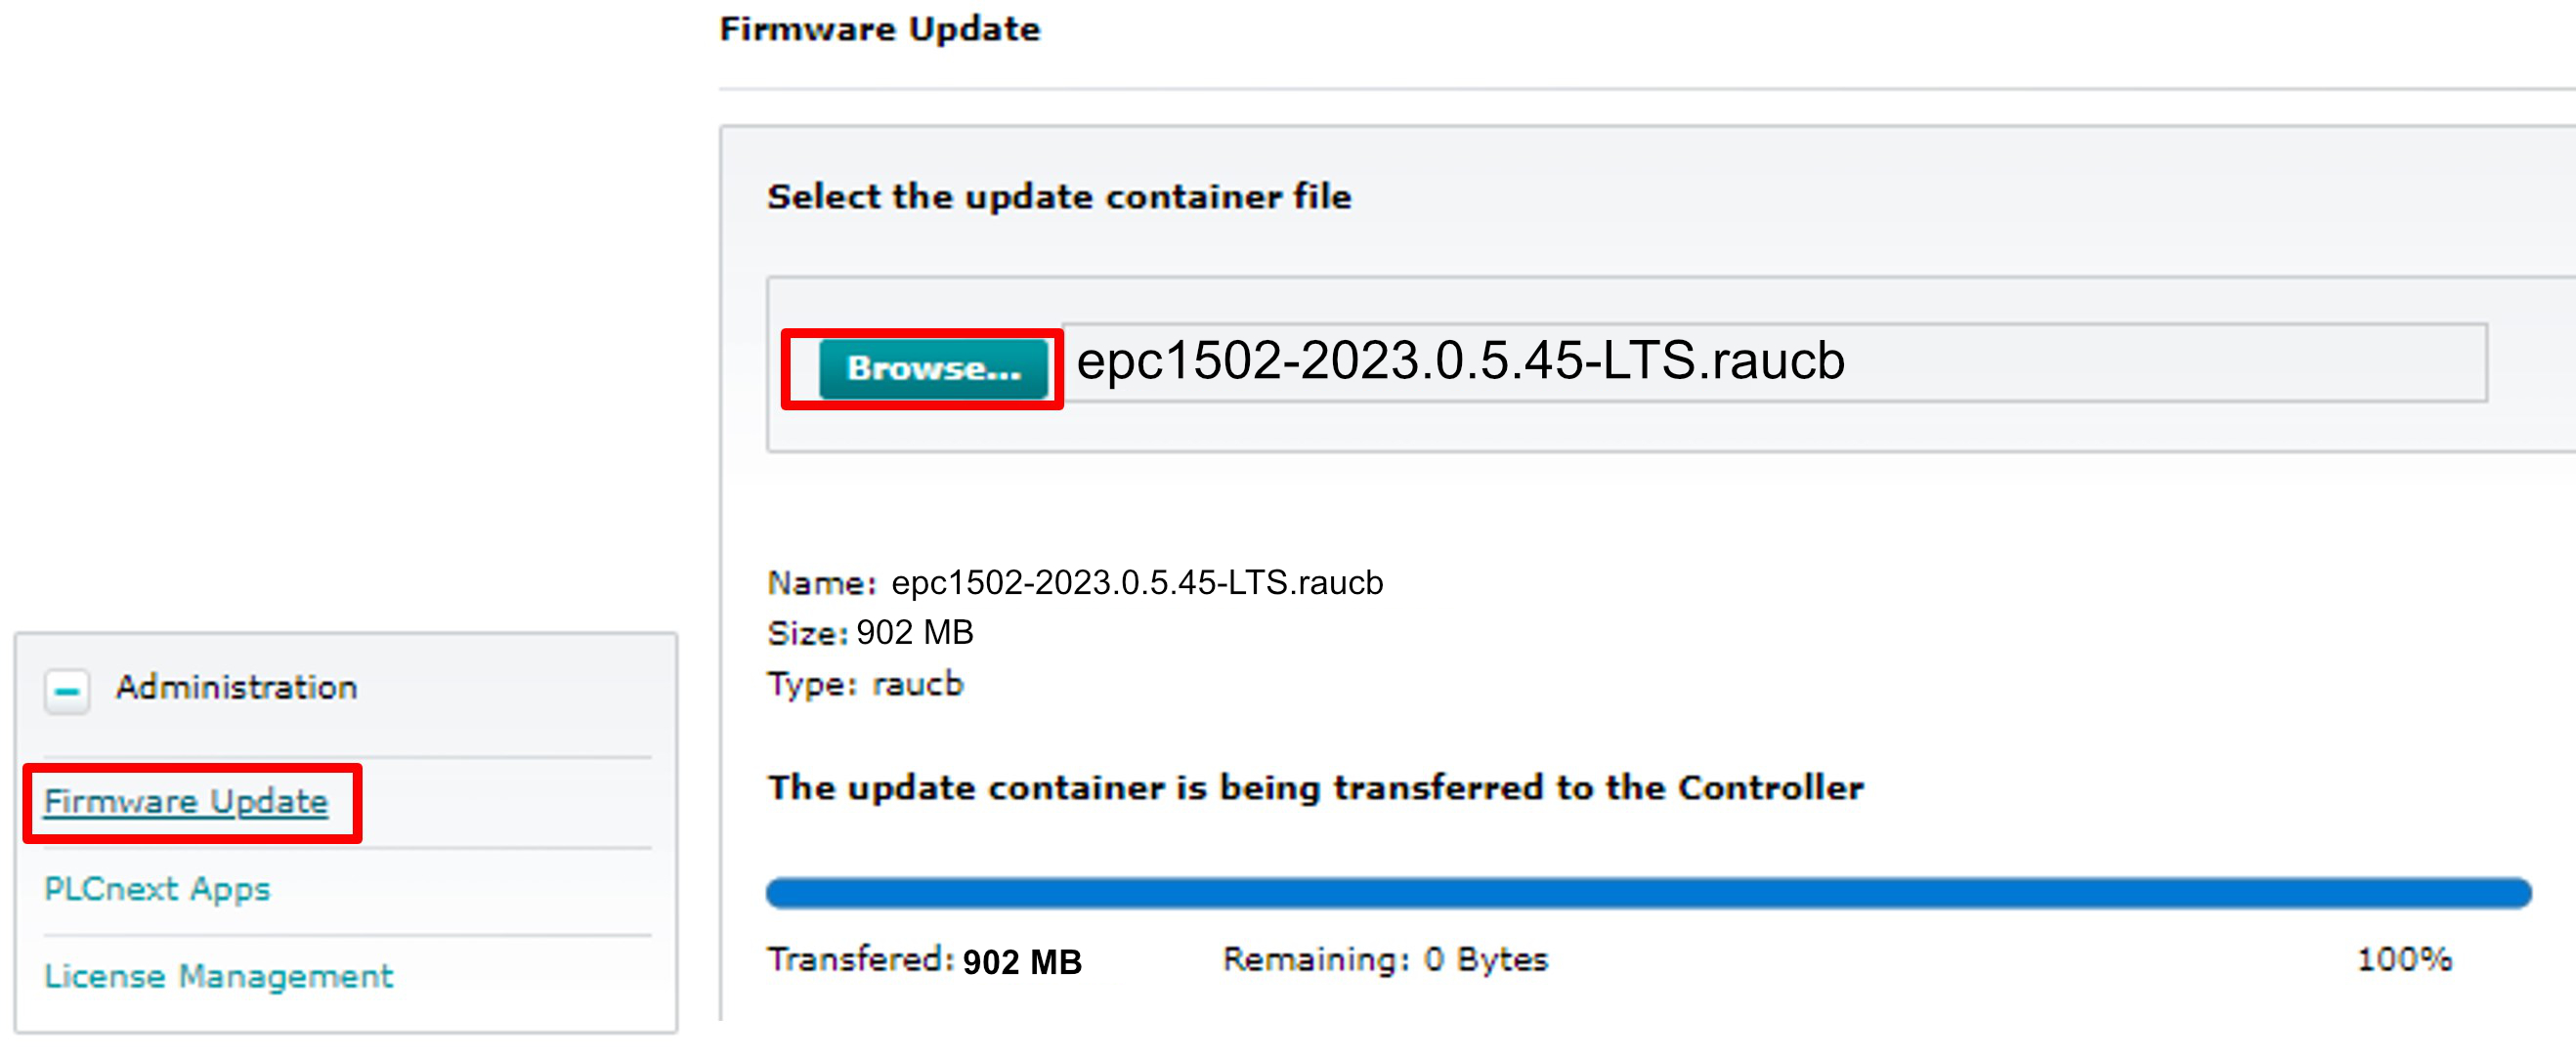 Firmware Update
Select the update container file
Browse... epc1502-2023.0.5.45-LTS.raucb
Name: epc1502-2023.0.5.45-LTS.raucb
Size: 902 MB
Type: raucb
The update container is being transferred to the Controller
Transfered: 902 MB Remaining: 0 Bytes 100%
Administration
Firmware Update
PLCnext Apps
License Management